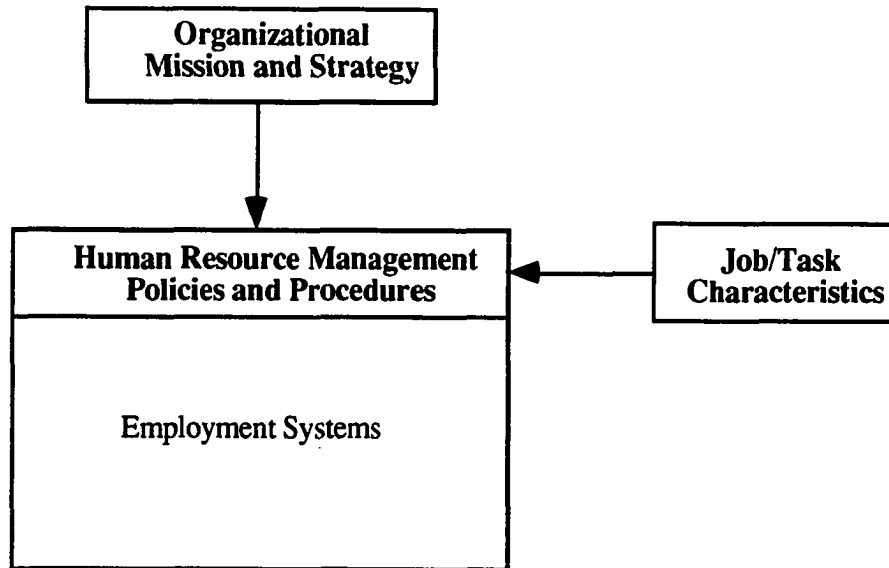 Organizational
Mission and Strategy
Human Resource Management
Policies and Procedures
Job/Task
Characteristics
Employment Systems